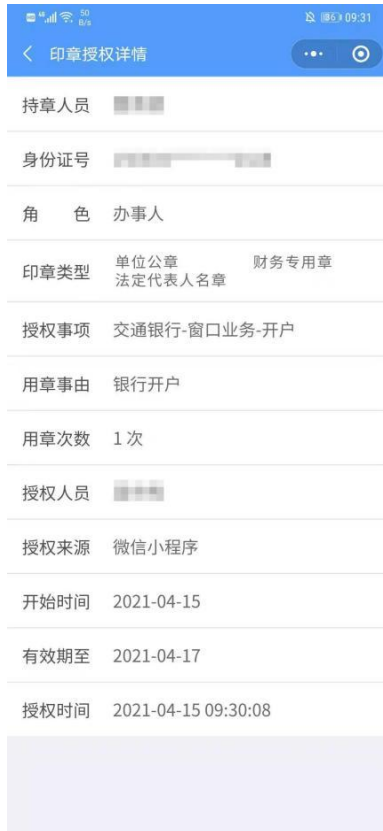 50
B/s
86
09:31
印章授权详情
持章人员
身份证号
角 色 办事人
印章类型 单位公章 财务专用章
法定代表人名章
授权事项 交通银行-窗口业务-开户
用章事由 银行开户
用章次数 1次
授权人员
授权来源 微信小程序
开始时间 2021-04-15
有效期至 2021-04-17
授权时间 2021-04-15 09:30:08